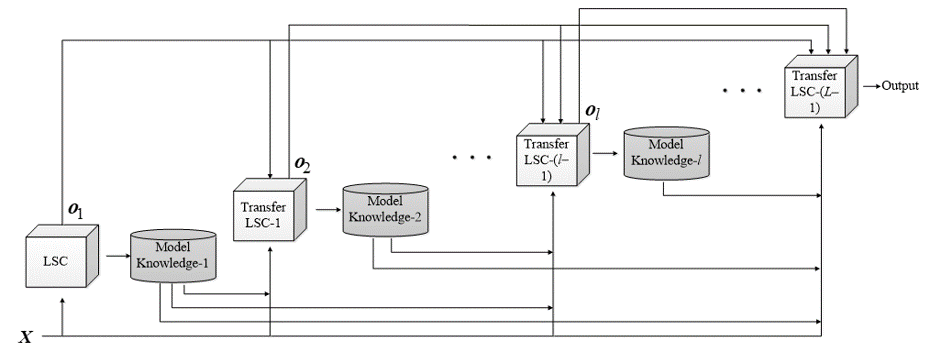 Transfer
LSC-(L–
1)
Output
. . .
o_l
Transfer
LSC-(l–
1)
Model
Knowledge-l
. . .
o_2
Transfer
LSC-1
Model
Knowledge-2
o_1
LSC
Model
Knowledge-1
X